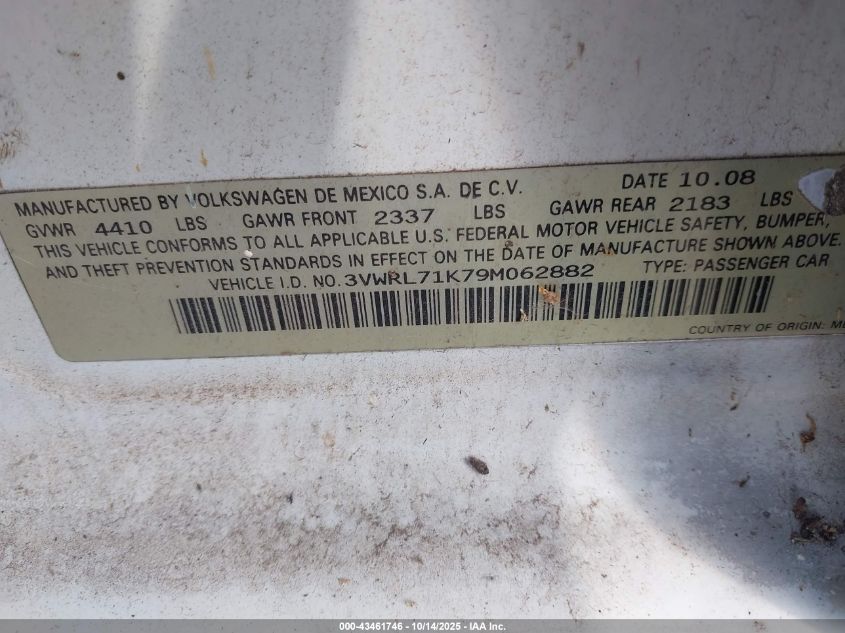 MANUFACTURED BY VOLKSWAGEN DE MEXICO S.A. DE C.V. DATE 10.08
GVWR 4410 LBS GAWR FRONT 2337 LBS GAWR REAR 2183 LBS
THIS VEHICLE CONFORMS TO ALL APPLICABLE U.S. FEDERAL MOTOR VEHICLE SAFETY, BUMPER,
AND THEFT PREVENTION STANDARDS IN EFFECT ON THE DATE OF MANUFACTURE SHOWN ABOVE.
VEHICLE I.D. NO. 3VWRL71K79M062882 TYPE: PASSENGER CAR
COUNTRY OF ORIGIN:
000-43461746 - 10/14/2025 - IAA Inc.